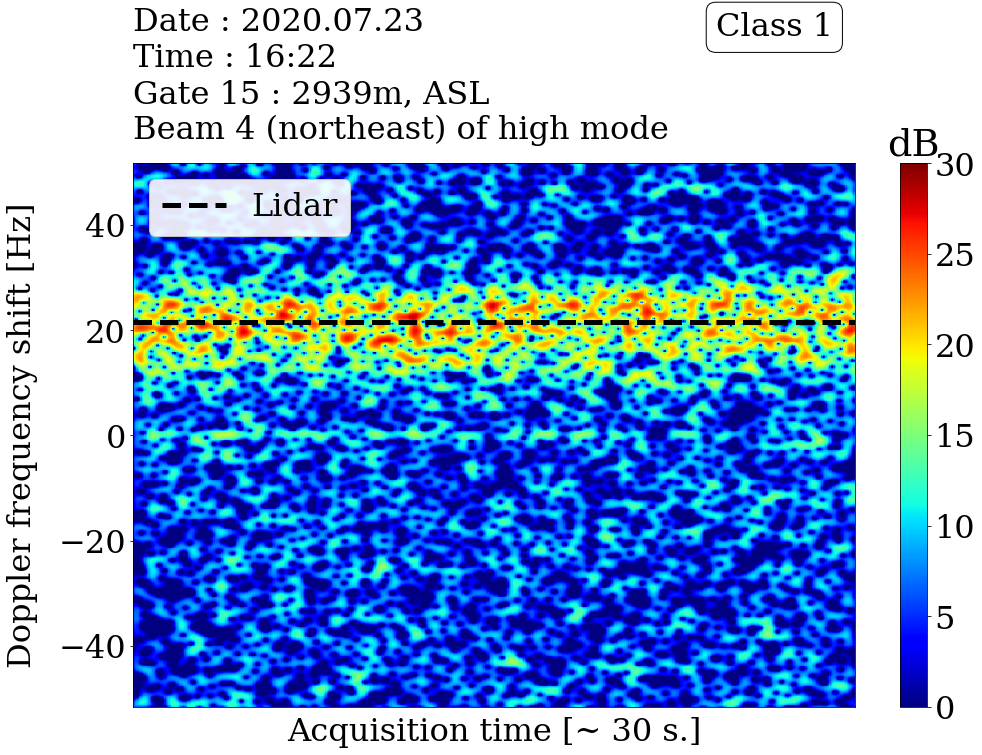 Date : 2020.07.23
Time : 16:22
Gate 15 : 2939m, ASL
Beam 4 (northeast) of high mode
Class 1
dB
Lidar
Doppler frequency shift [Hz]
40
20
0
−20
−40
30
25
20
15
10
5
0
Acquisition time [~ 30 s.]